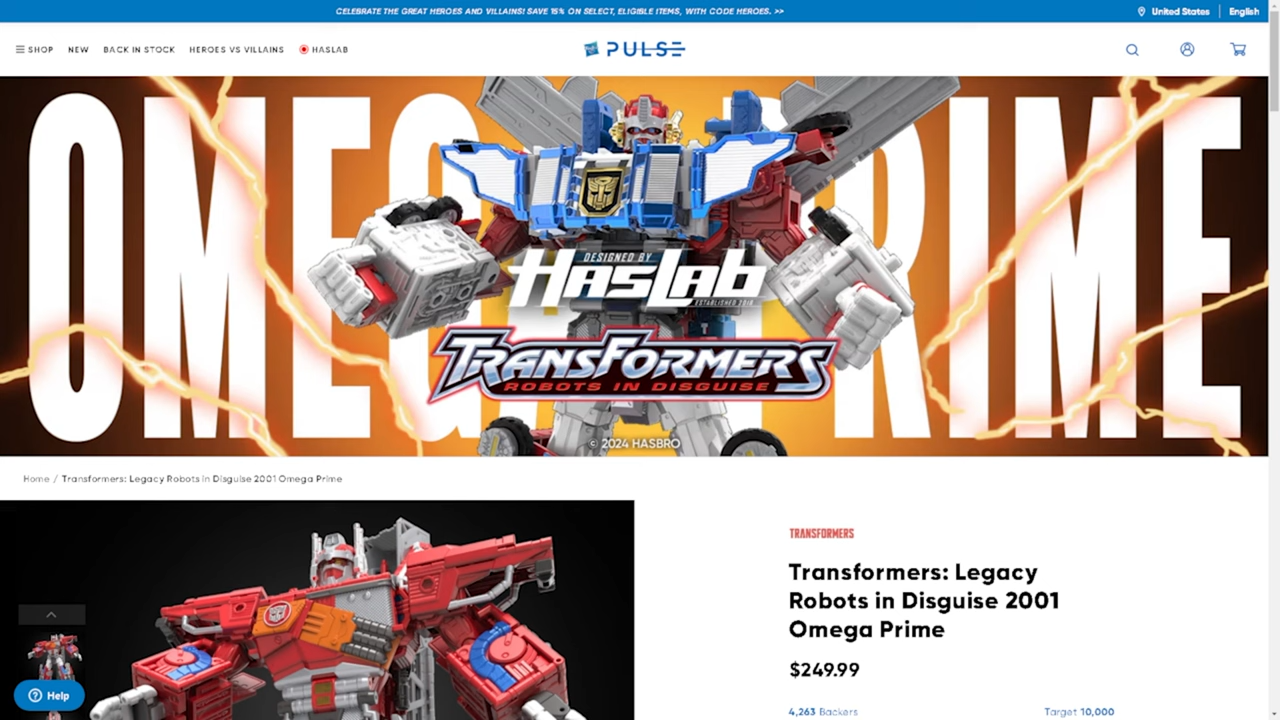 CELEBRATE THE GREAT HEROES AND VILLAINS! SAVE 15% ON SELECT, ELIGIBLE ITEMS, WITH CODE HEROES. >>
United States
English
SHOP
NEW
BACK IN STOCK
HEROES VS VILLAINS
HASLAB
PULSE
OMEGA PRIME
DESIGNED BY
HASLAB
ESTABLISHED 2018
TRANSFORMERS
ROBOTS IN DISGUISE
© 2024 HASBRO
Home / Transformers: Legacy Robots in Disguise 2001 Omega Prime
TRANSFORMERS
Transformers: Legacy
Robots in Disguise 2001
Omega Prime
$249.99
4,263 Backers
Target 10,000
Help